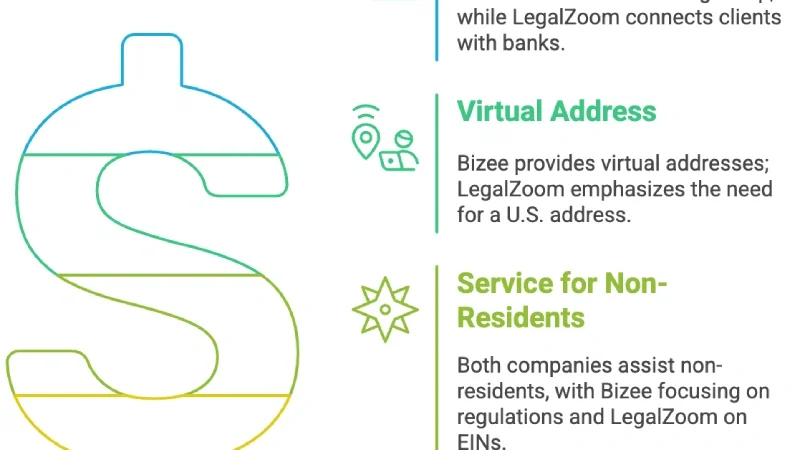 while LegalZoom connects clients
with banks.
Virtual Address
Bizee provides virtual addresses;
LegalZoom emphasizes the need
for a U.S. address.
Service for Non-
Residents
Both companies assist non-
residents, with Bizee focusing on
regulations and LegalZoom on
EINs.